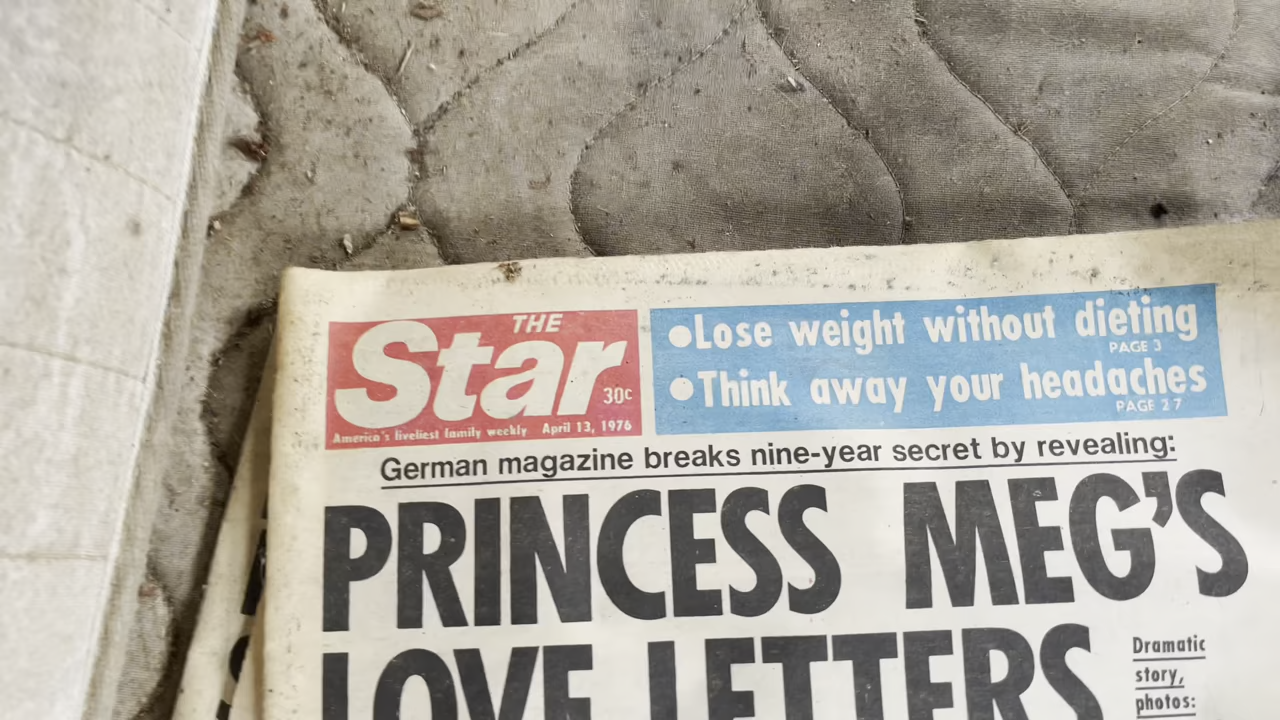 THE
Star
30c
America's liveliest family weekly April 13, 1976
●Lose weight without dieting
PAGE 3
●Think away your headaches
PAGE 27
German magazine breaks nine-year secret by revealing:
PRINCESS MEG'S
LOVE LETTERS
Dramatic
story,
photos: